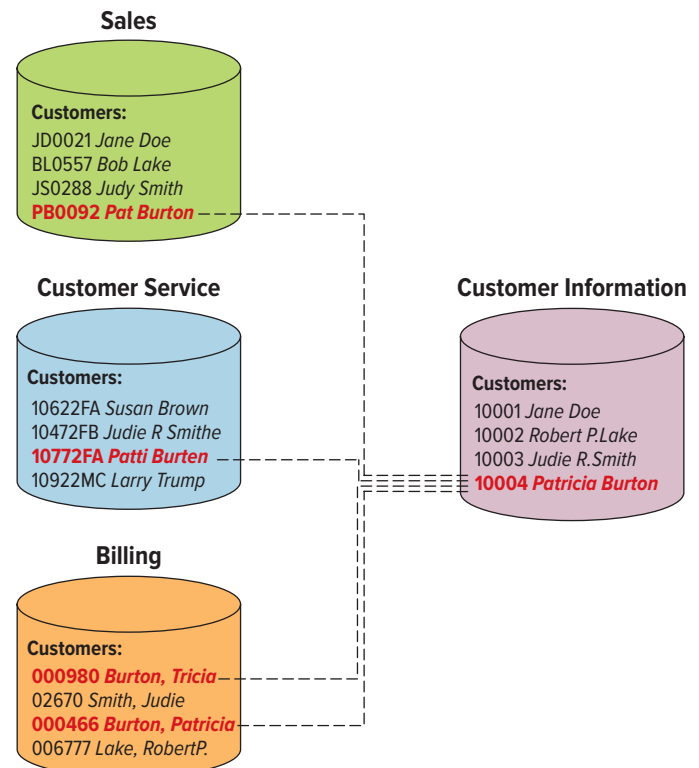 Sales
Customers:
JD0021 Jane Doe
BL0557 Bob Lake
JS0288 Judy Smith
PB0092 Pat Burton
Customer Service
Customers:
10622FA Susan Brown
10472FB Judie R Smithe
10772FA Patti Burten
10922MC Larry Trump
Billing
Customers:
000980 Burton, Tricia
02670 Smith, Judie
000466 Burton, Patricia
006777 Lake, RobertP.
Customer Information
Customers:
10001 Jane Doe
10002 Robert P.Lake
10003 Judie R.Smith
10004 Patricia Burton